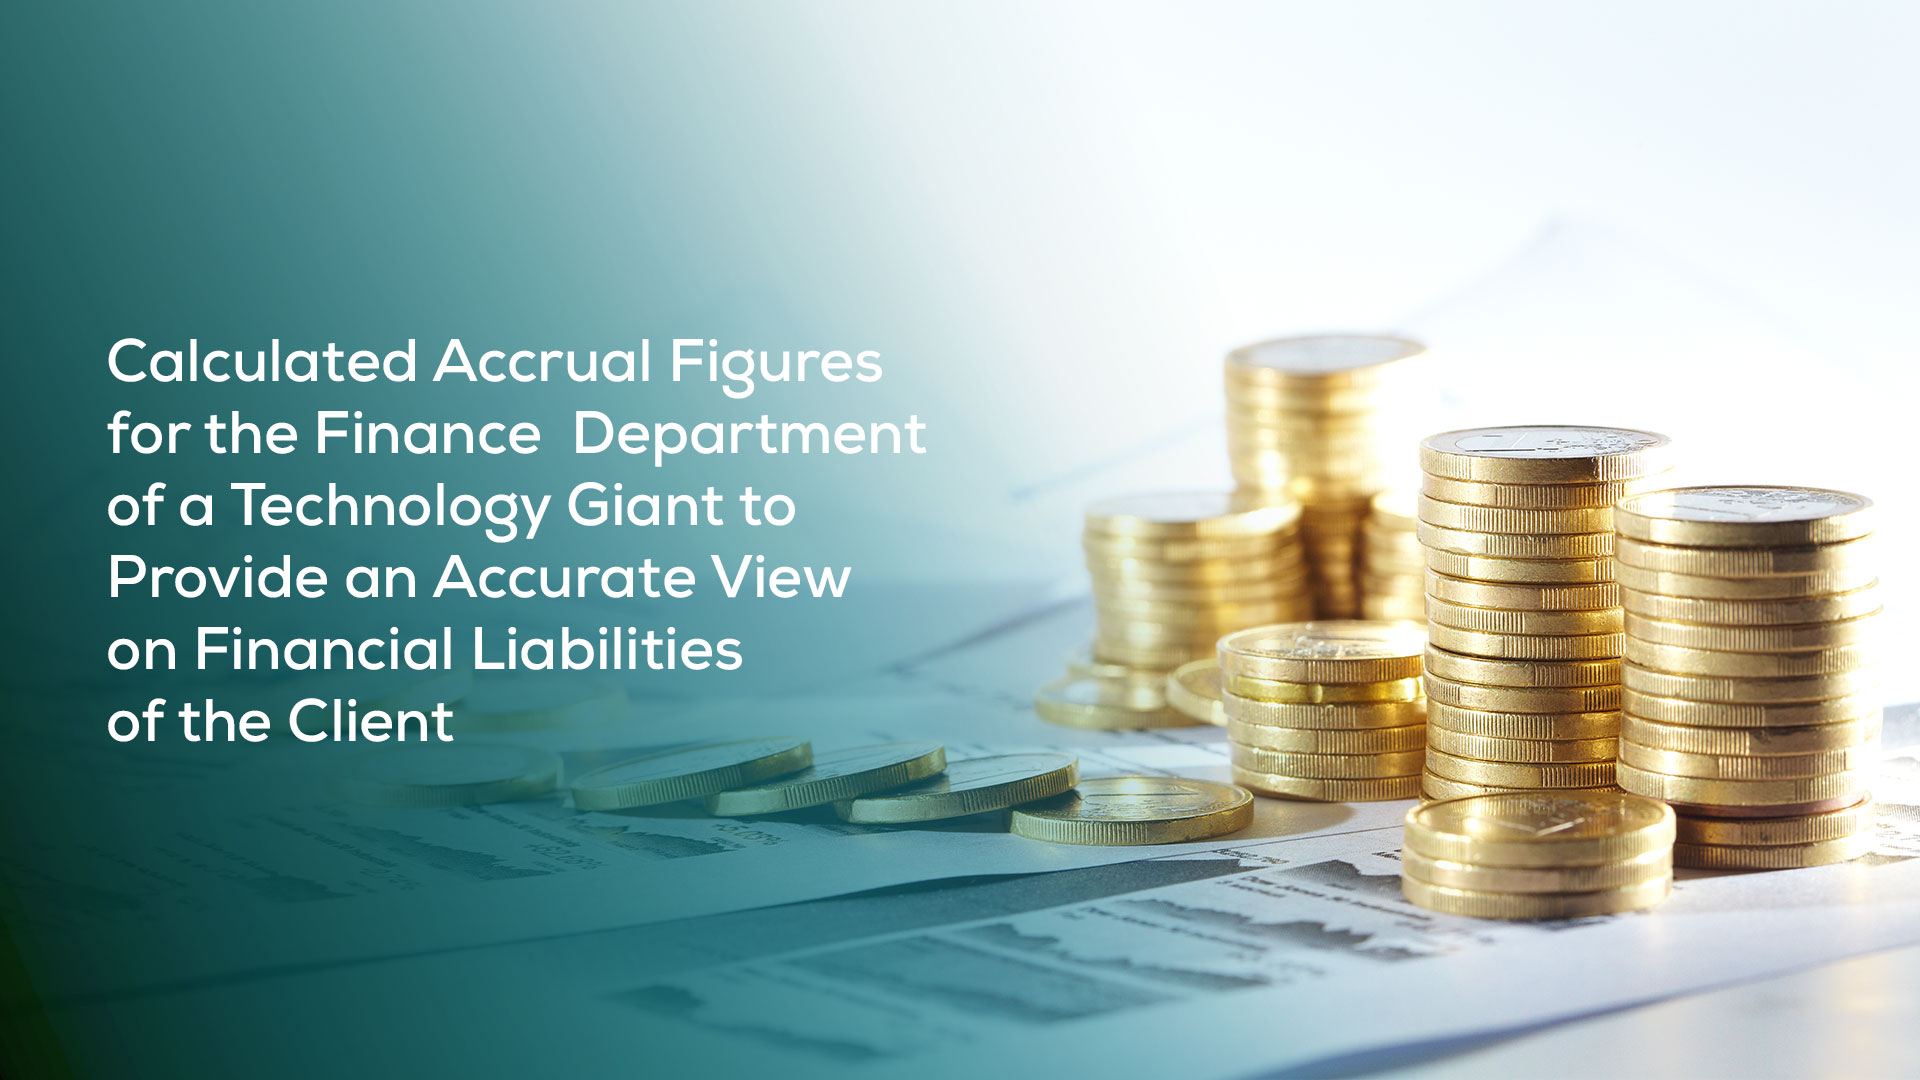 Calculated Accrual Figures
for the Finance  Department
of a Technology Giant to
Provide an Accurate View
on Financial Liabilities
of the Client